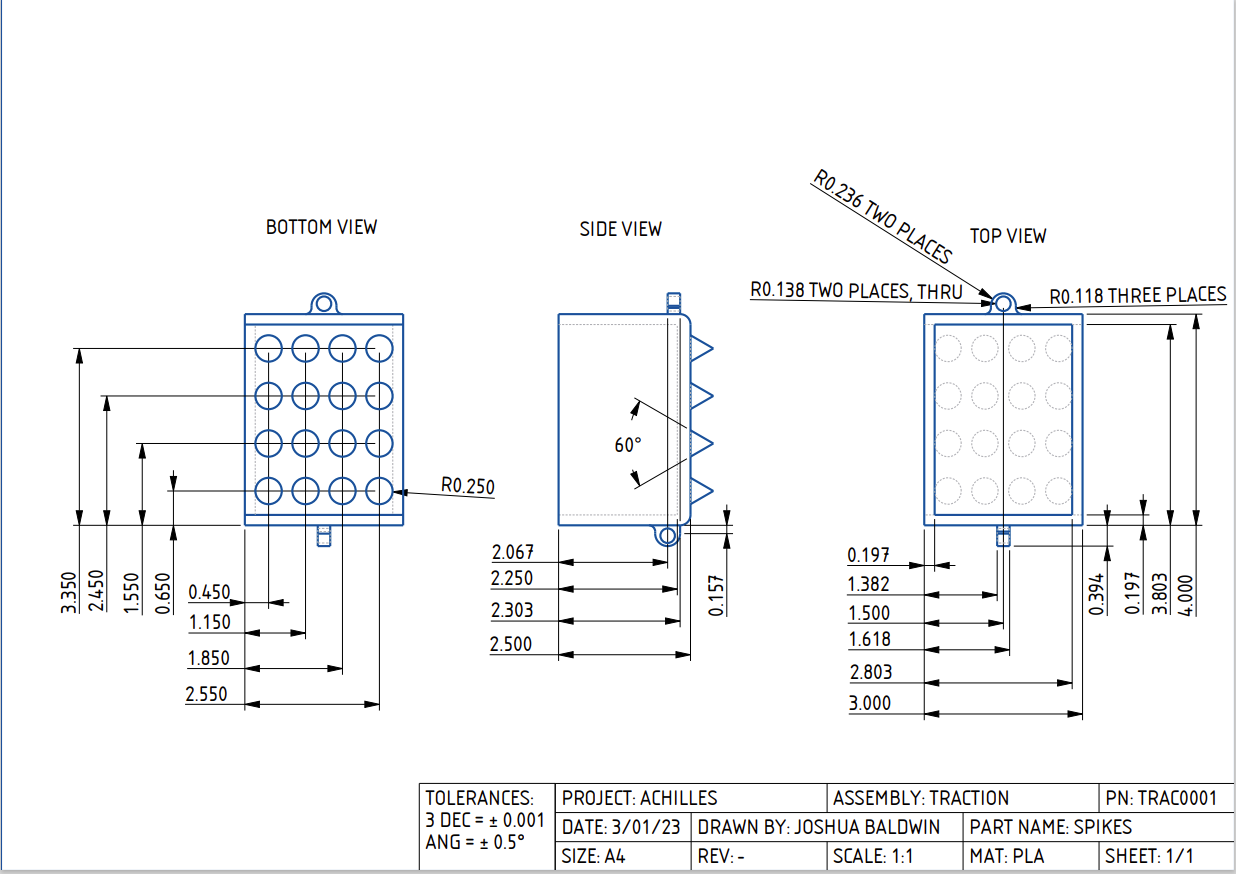 R0.236 TWO PLACES
BOTTOM VIEW
SIDE VIEW
TOP VIEW
R0.138 TWO PLACES, THRU
R0.118 THREE PLACES
60°
R0.250
3.350
2.450
1.550
0.650
0.450
1.150
1.850
2.550
2.067
2.250
2.303
2.500
0.157
0.197
1.382
1.500
1.618
2.803
3.000
0.394
0.197
3.803
4.000
TOLERANCES:
3 DEC = ± 0.001
ANG = ± 0.5°
PROJECT: ACHILLES
ASSEMBLY: TRACTION
PN: TRAC0001
DATE: 3/01/23
DRAWN BY: JOSHUA BALDWIN
PART NAME: SPIKES
SIZE: A4
REV: -
SCALE: 1:1
MAT: PLA
SHEET: 1/1